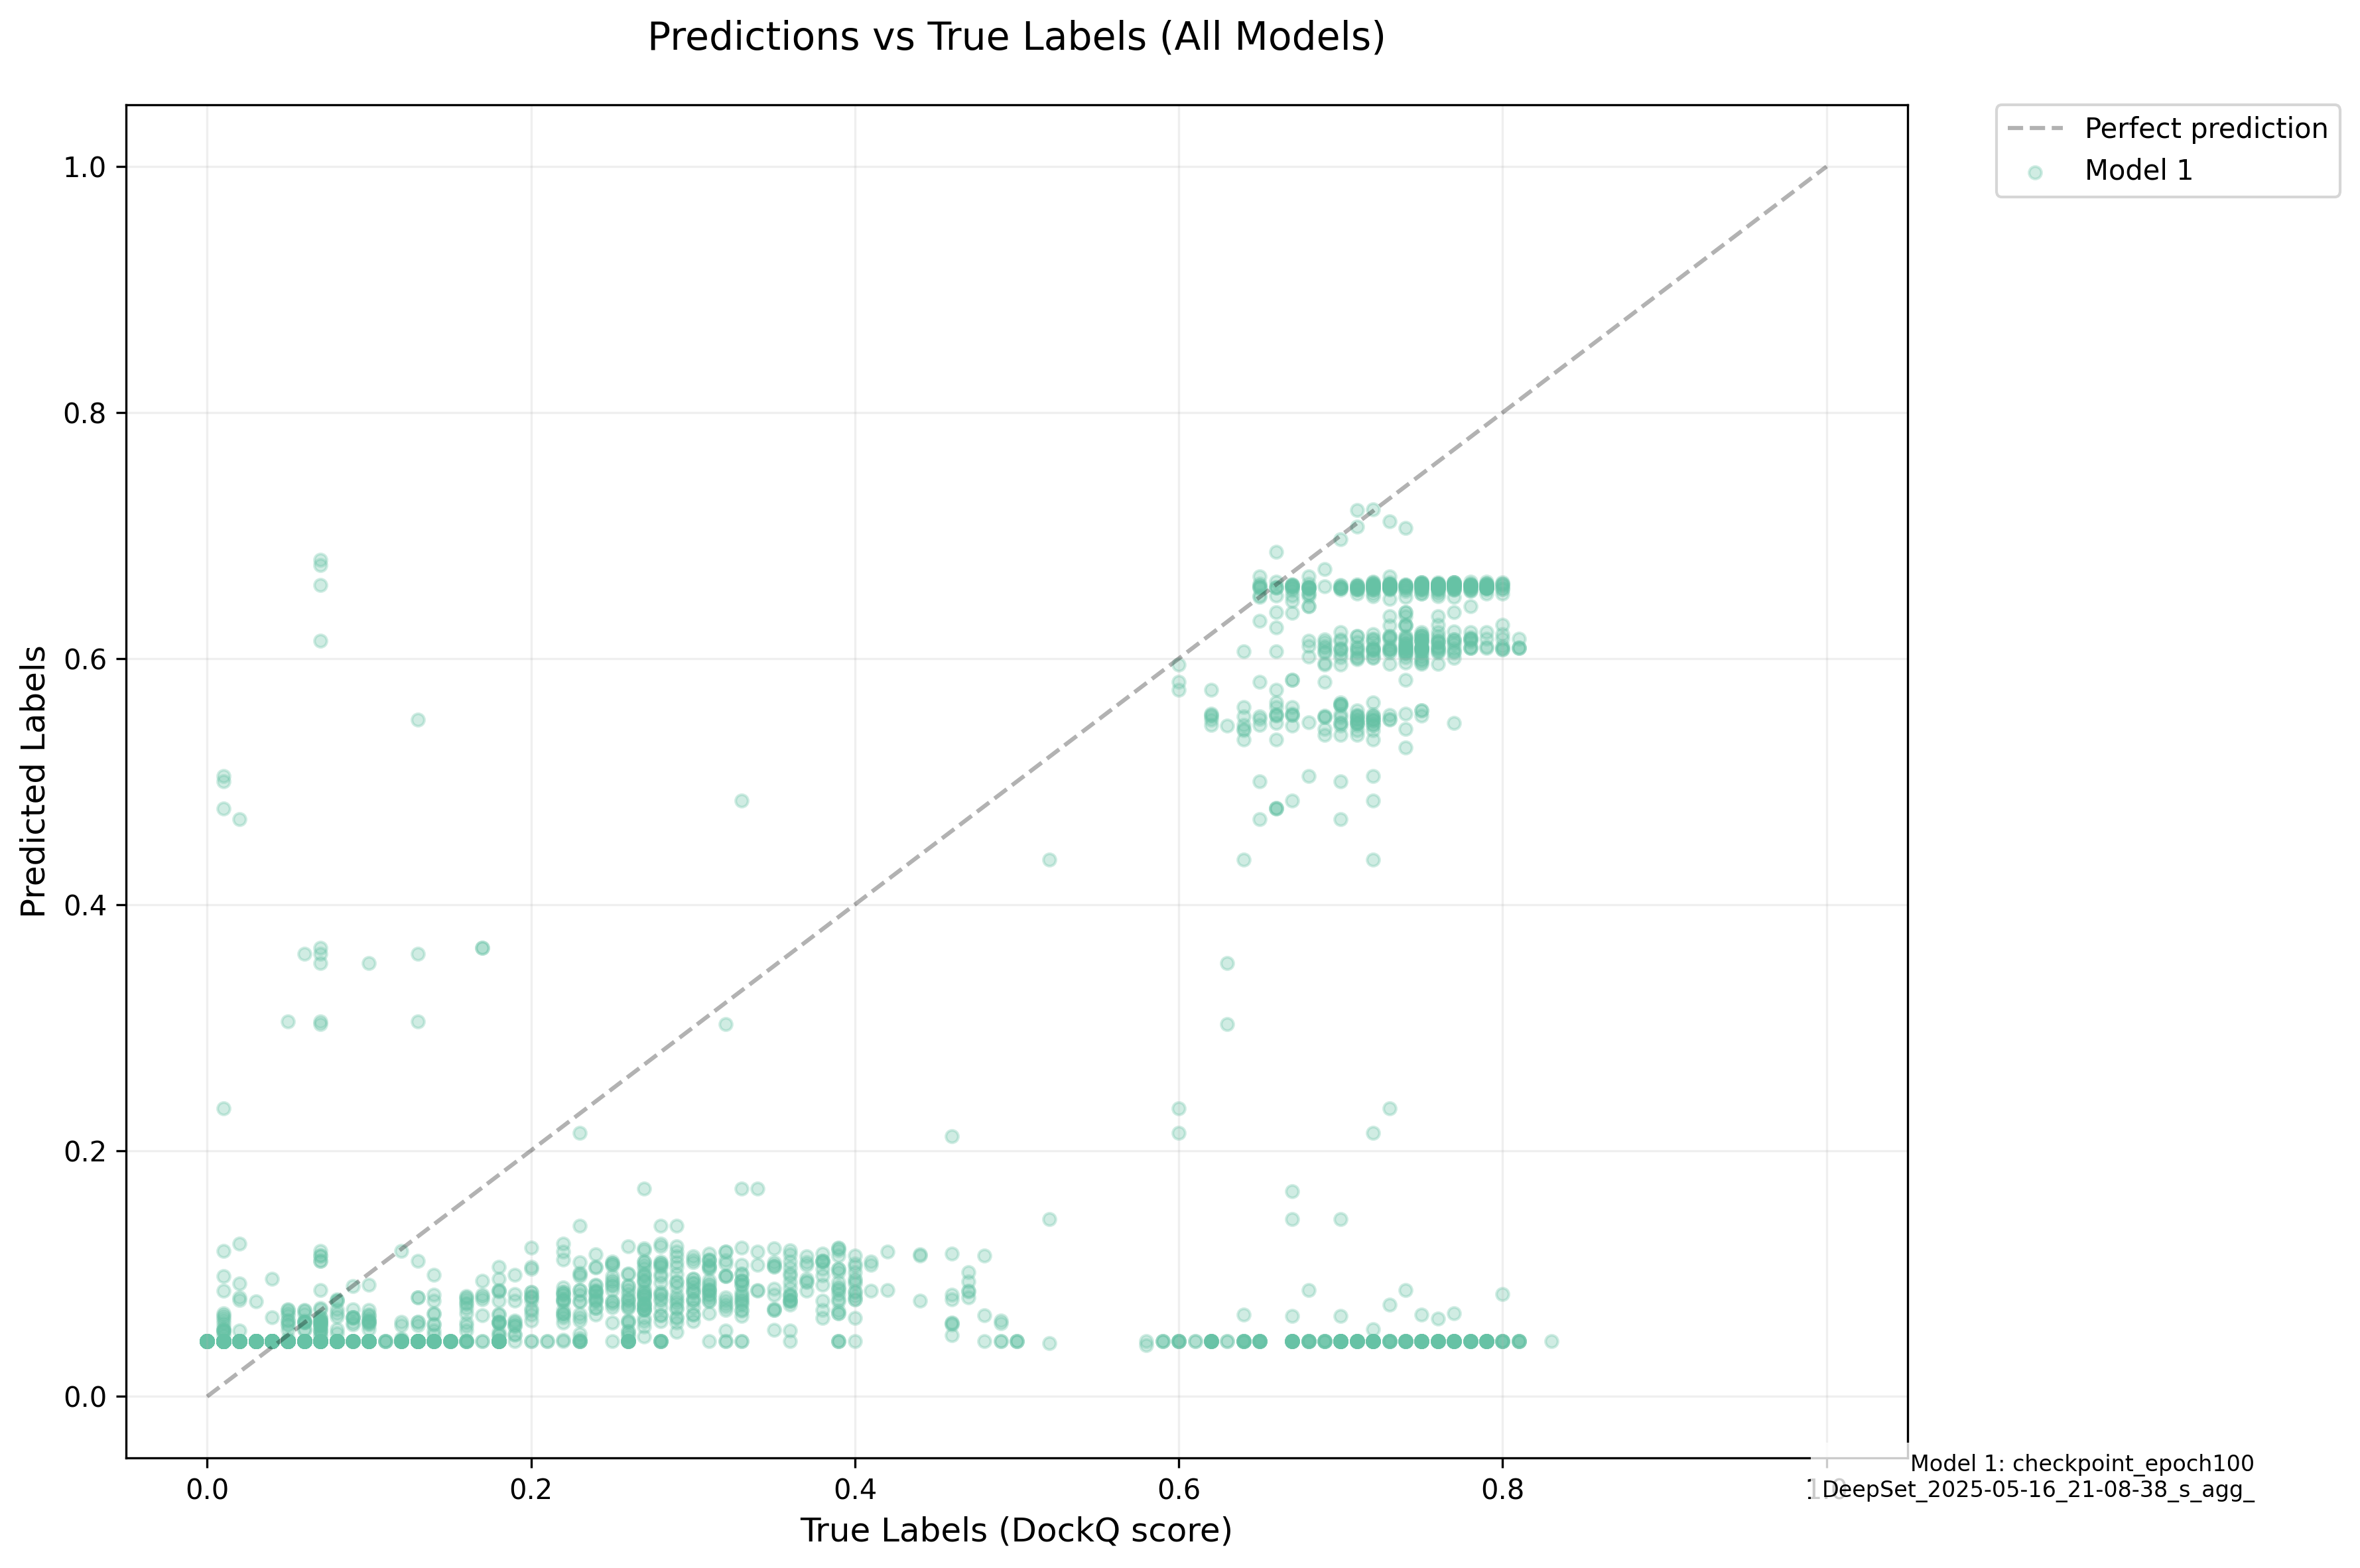 Predictions vs True Labels (All Models)
Perfect prediction
Model 1
Predicted Labels
1.0
0.8
0.6
0.4
0.2
0.0
0.0 0.2 0.4 0.6 0.8 1.0
True Labels (DockQ score)
Model 1: checkpoint_epoch100
DeepSet_2025-05-16_21-08-38_s_agg_